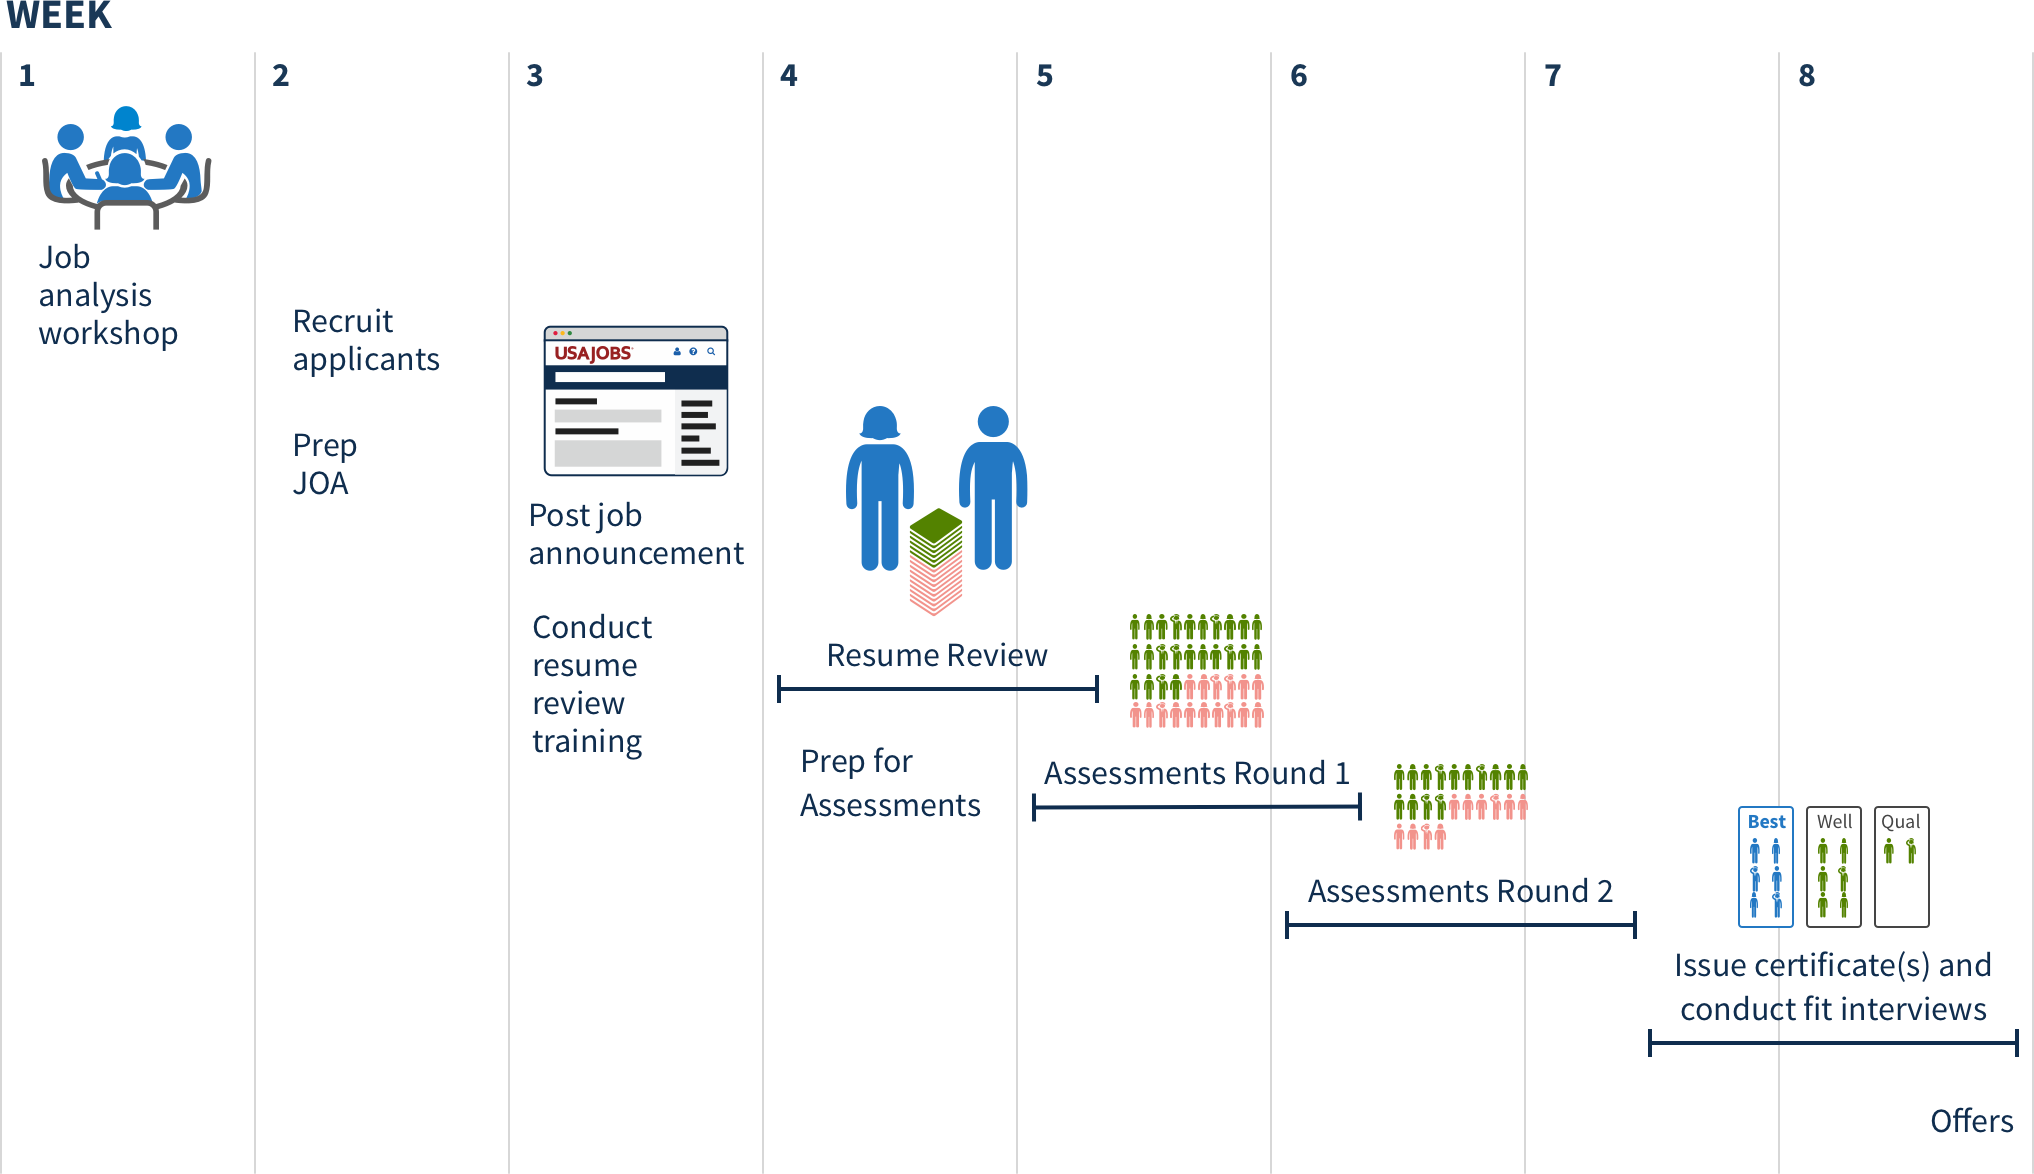 WEEK
1
2
3
4
5
6
7
8
Job
analysis
workshop
Recruit
applicants
Prep
JOA
USAJOBS
Post job
announcement
Conduct
resume
review
training
Resume Review
Prep for
Assessments
Assessments Round 1
Assessments Round 2
Best
Well
Qual
Issue certificate(s) and
conduct fit interviews
Offers